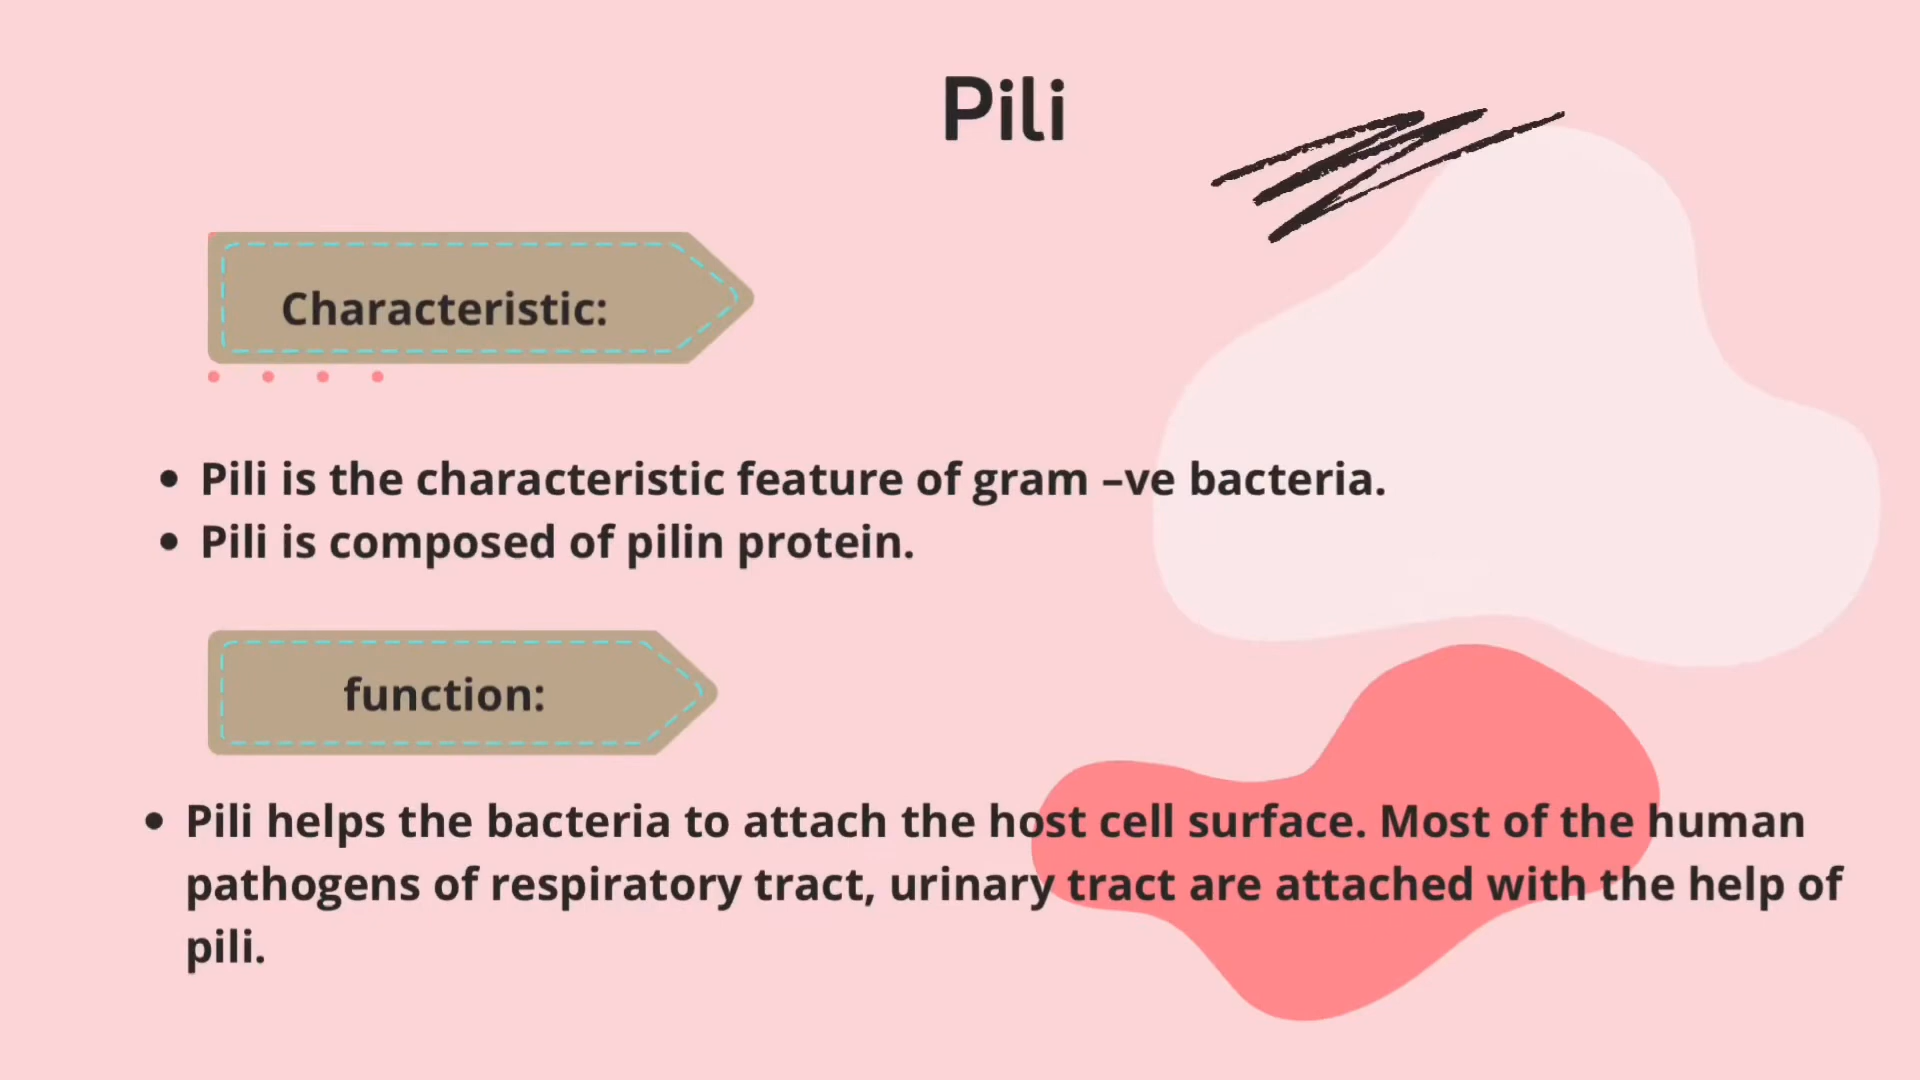 Pili
Characteristic:
• Pili is the characteristic feature of gram –ve bacteria.
• Pili is composed of pilin protein.
function:
• Pili helps the bacteria to attach the host cell surface. Most of the human
pathogens of respiratory tract, urinary tract are attached with the help of
pili.